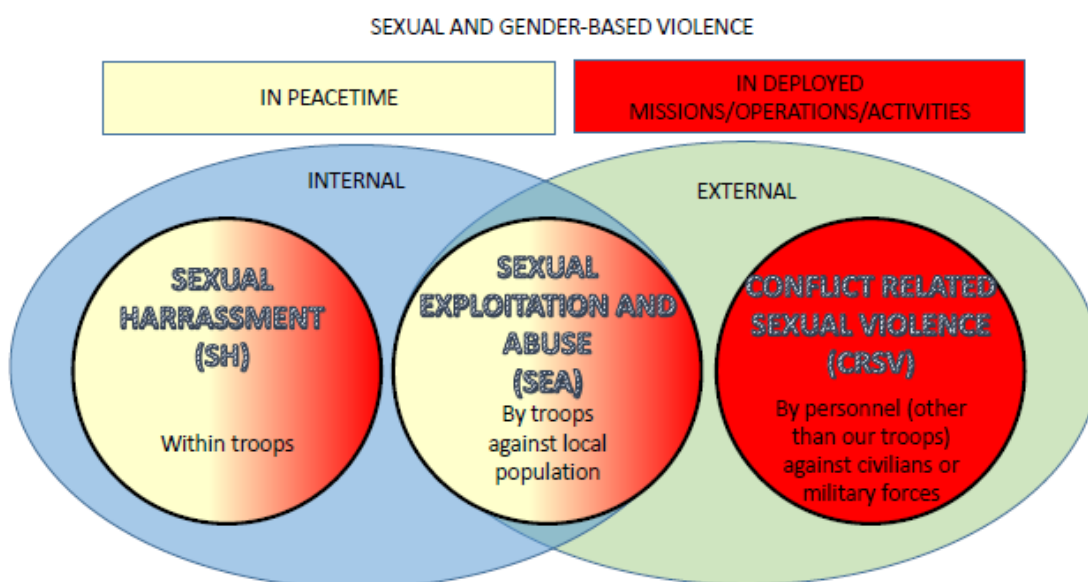 SEXUAL AND GENDER-BASED VIOLENCE
IN PEACETIME
IN DEPLOYED
MISSIONS/OPERATIONS/ACTIVITIES
INTERNAL
EXTERNAL
SEXUAL
HARRASSMENT
(SH)
Within troops
SEXUAL
EXPLOITATION AND
ABUSE
(SEA)
By troops
against local
population
CONFLICT RELATED
SEXUAL VIOLENCE
(CRSV)
By personnel (other
than our troops)
against civilians or
military forces